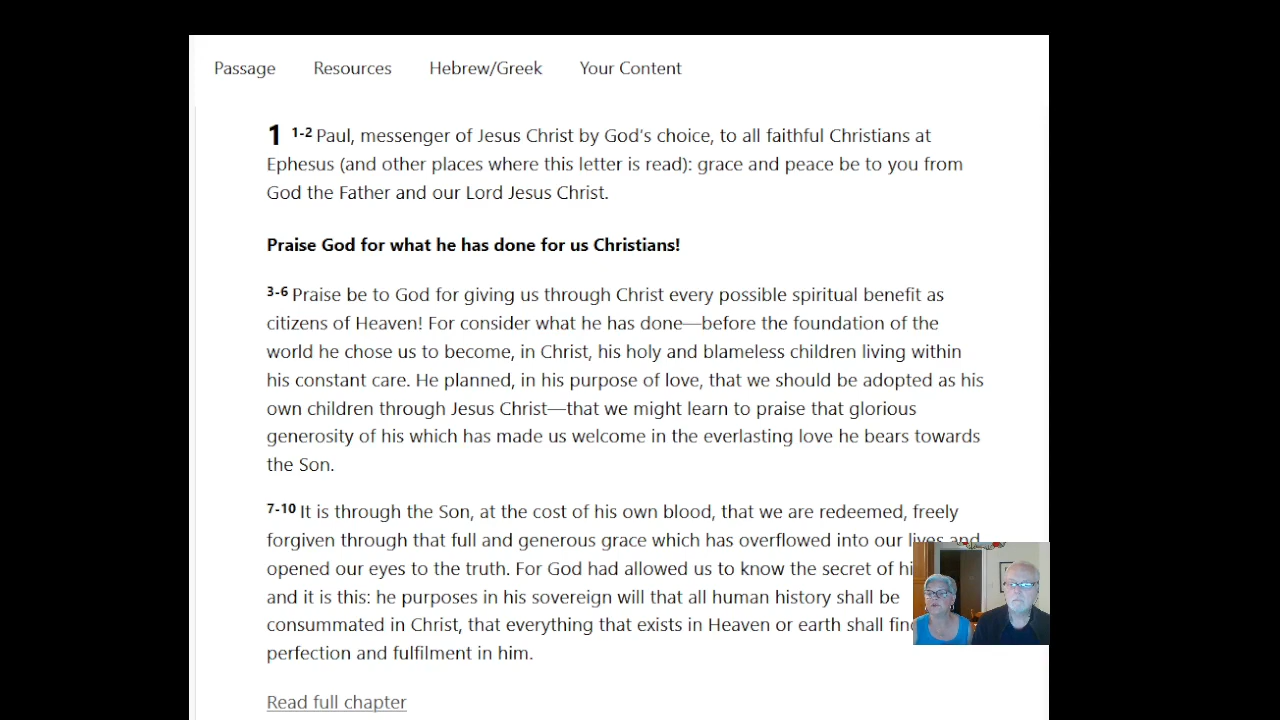 Passage Resources Hebrew/Greek Your Content
1 1-2 Paul, messenger of Jesus Christ by God's choice, to all faithful Christians at
Ephesus (and other places where this letter is read): grace and peace be to you from
God the Father and our Lord Jesus Christ.
Praise God for what he has done for us Christians!
3-6 Praise be to God for giving us through Christ every possible spiritual benefit as
citizens of Heaven! For consider what he has done—before the foundation of the
world he chose us to become, in Christ, his holy and blameless children living within
his constant care. He planned, in his purpose of love, that we should be adopted as his
own children through Jesus Christ—that we might learn to praise that glorious
generosity of his which has made us welcome in the everlasting love he bears towards
the Son.
7-10 It is through the Son, at the cost of his own blood, that we are redeemed, freely
forgiven through that full and generous grace which has overflowed into our lives and
opened our eyes to the truth. For God had allowed us to know the secret of
and it is this: he purposes in his sovereign will that all human history shall be
consummated in Christ, that everything that exists in Heaven or earth shall
perfection and fulfilment in him.
Read full chapter